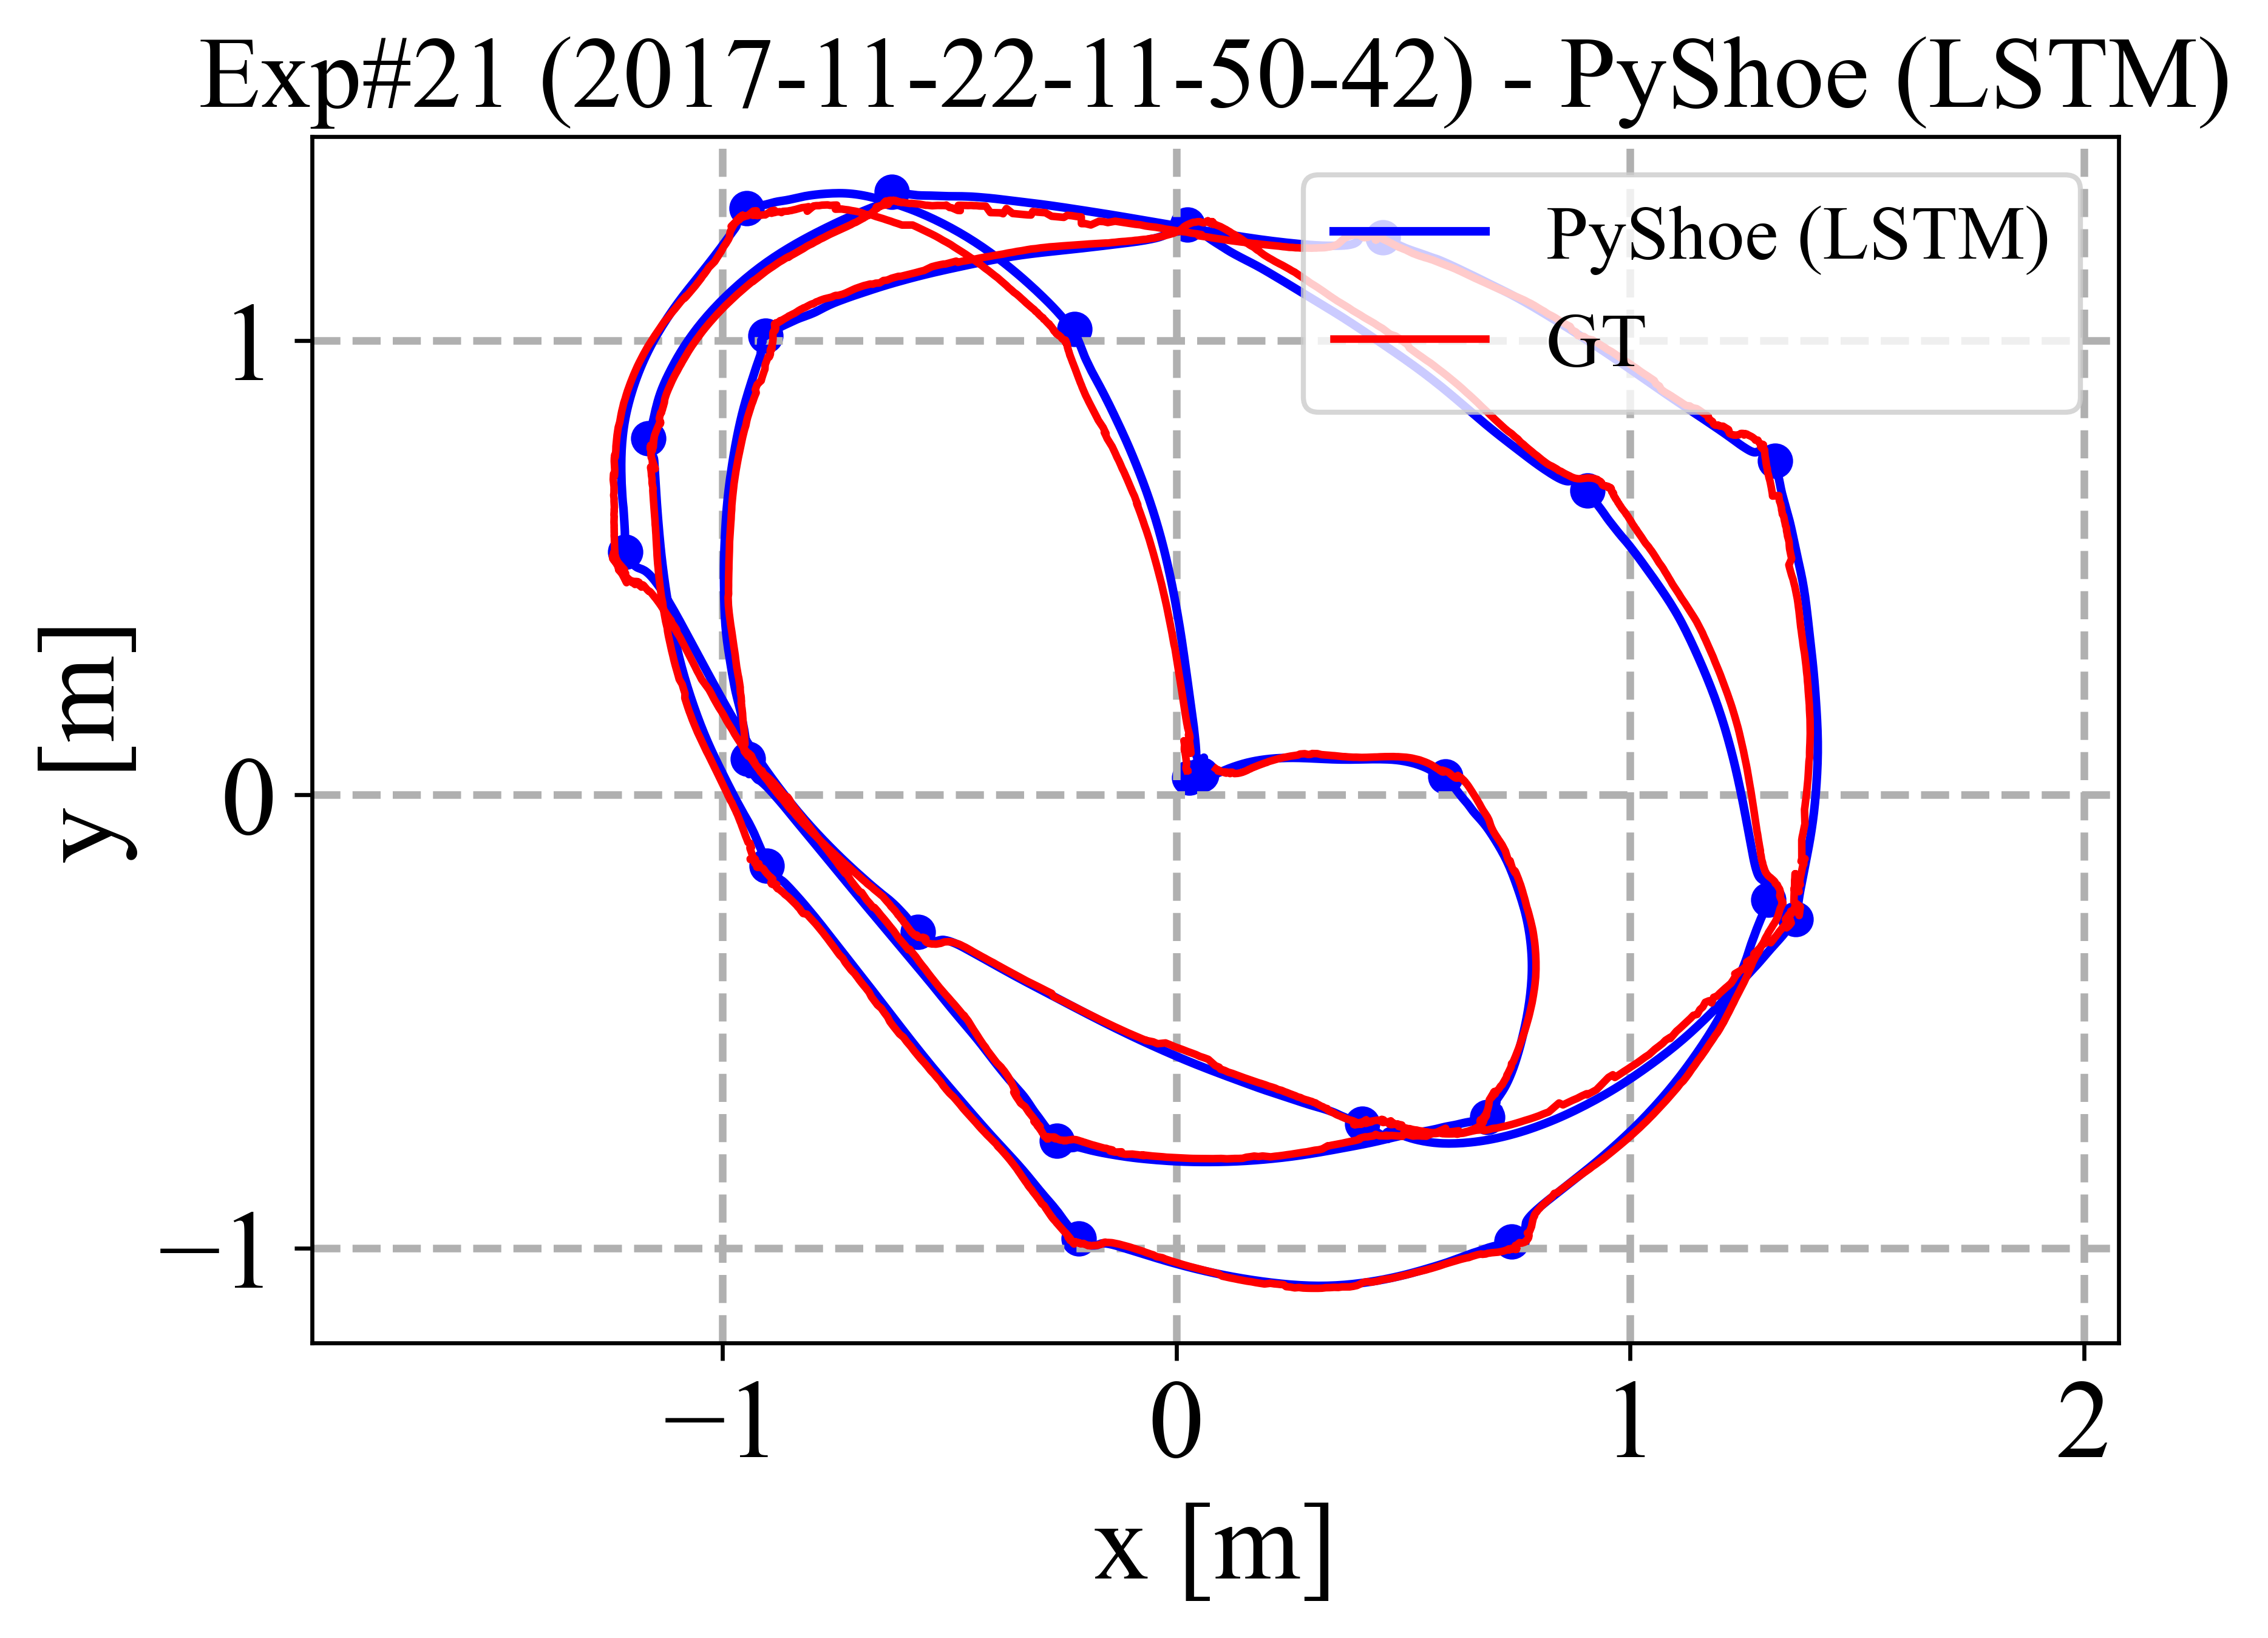 Exp#21 (2017-11-22-11-50-42) - PyShoe (LSTM)
PyShoe (LSTM)
GT
y [m]
1
0
−1
−1 0 1 2
x [m]